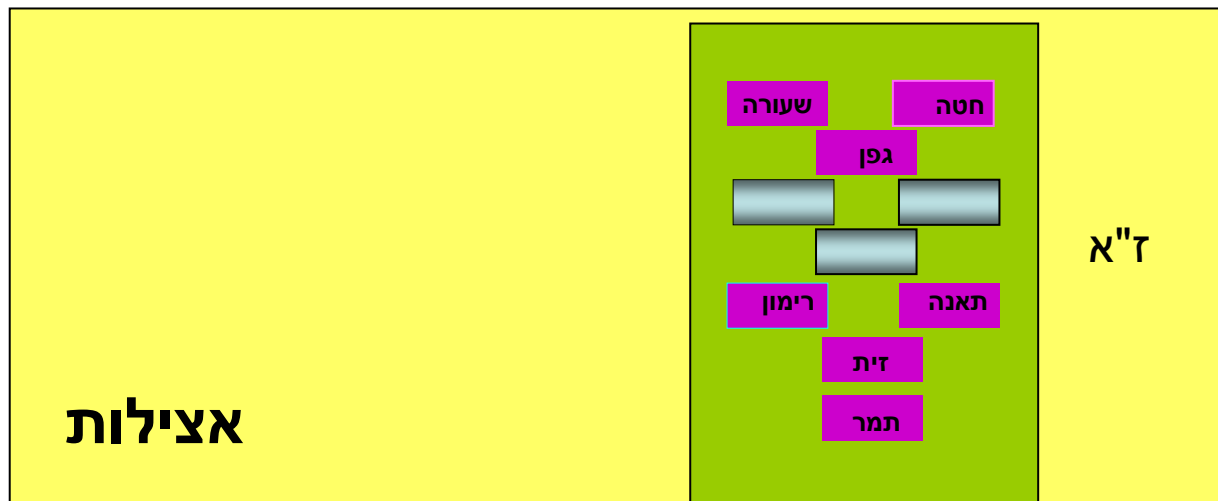 חטה
שעורה
גפן
ז"א
תאנה
רימון
זית
תמר
אצילות